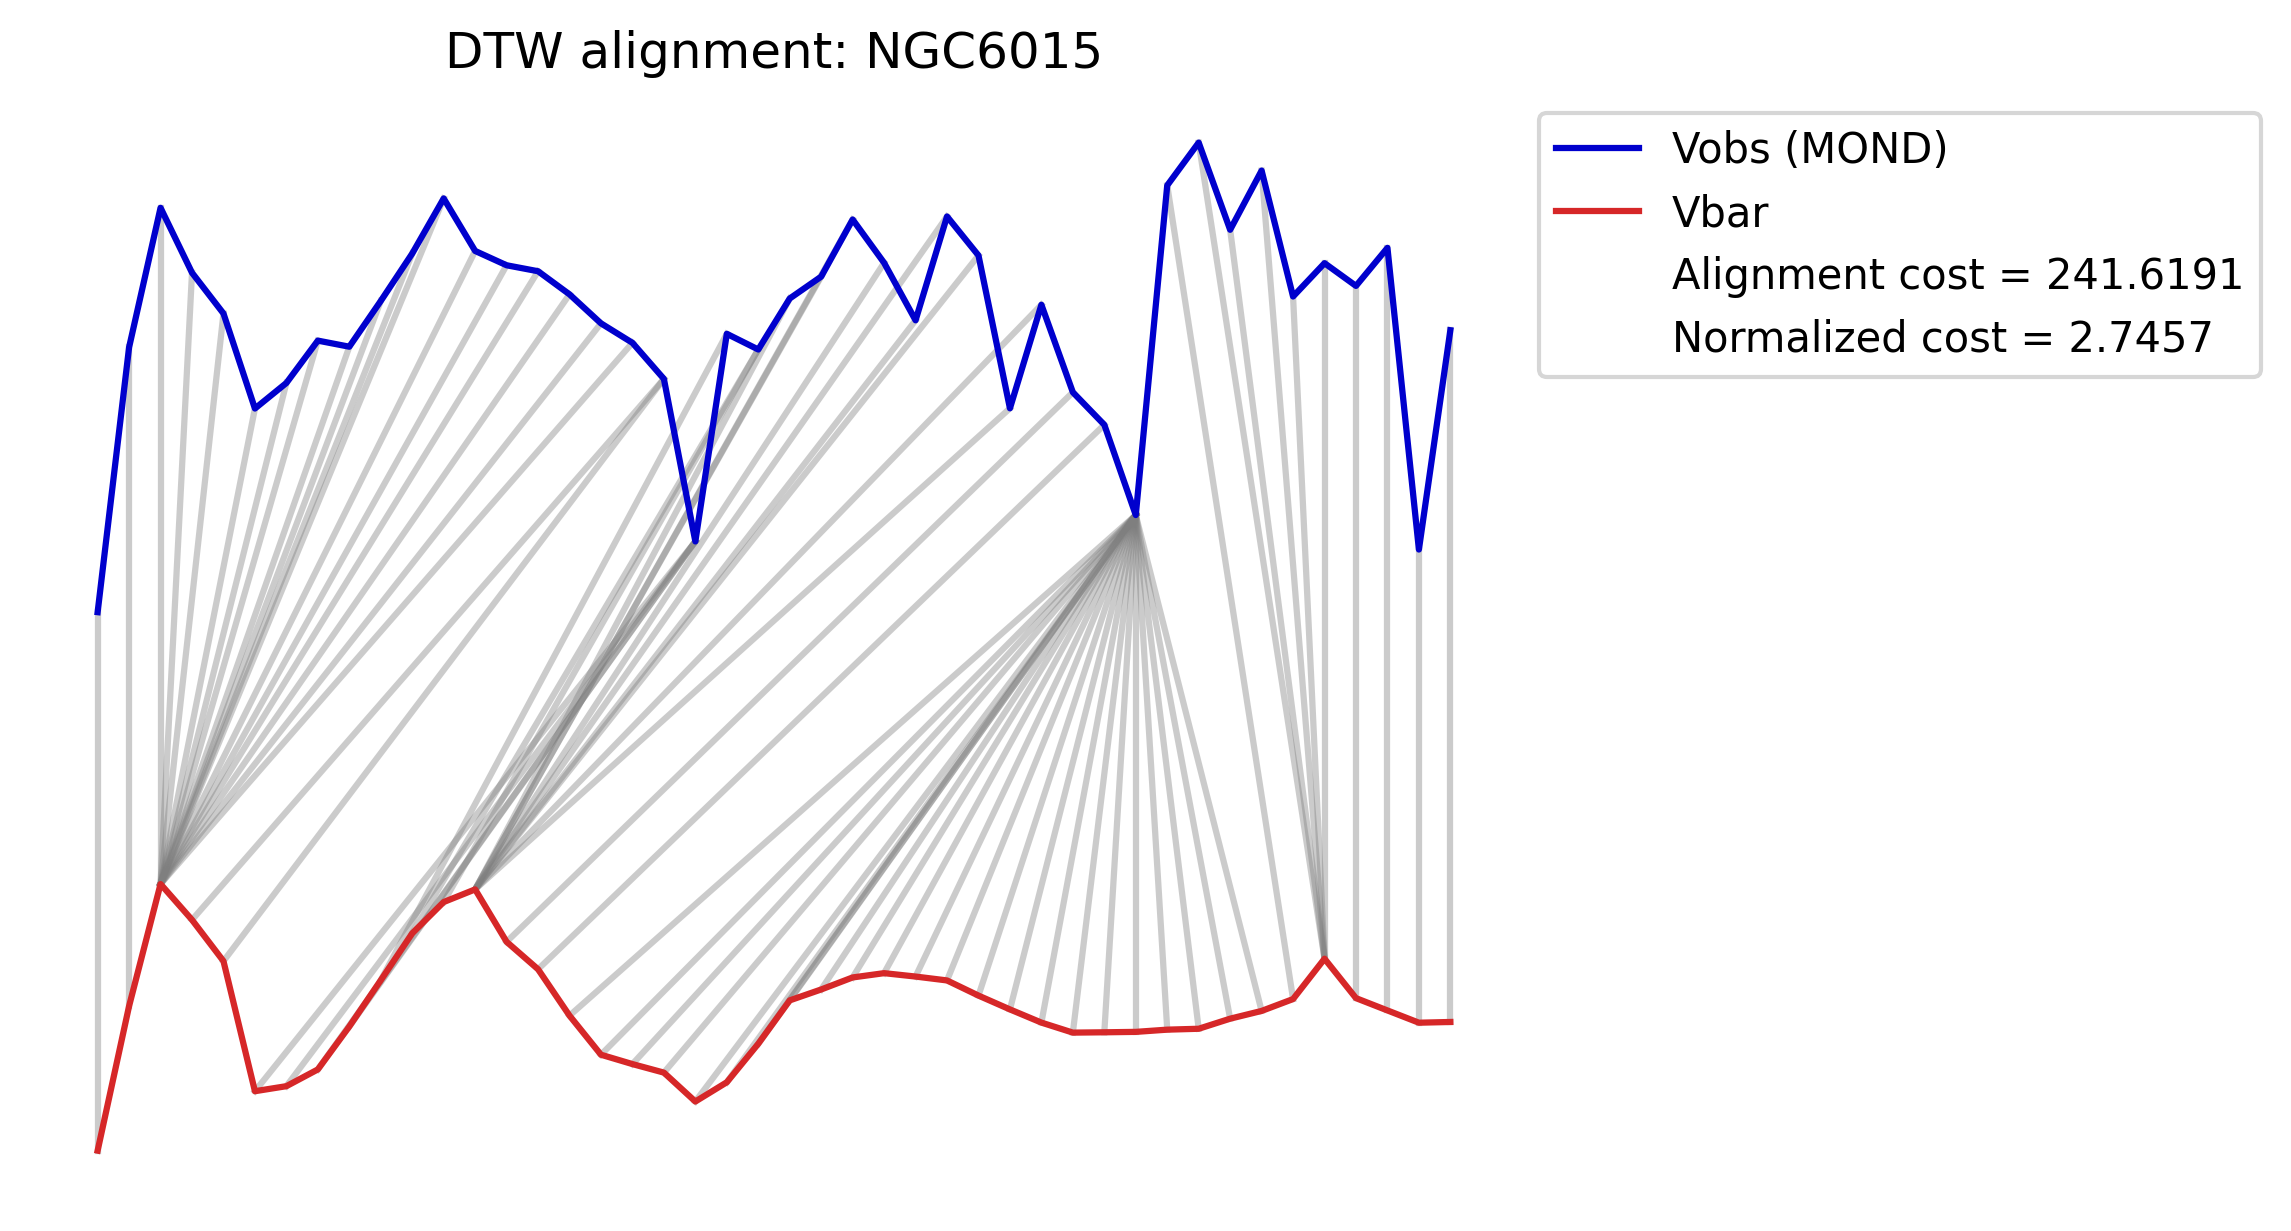 DTW alignment: NGC6015
Vobs (MOND)
Vbar
Alignment cost = 241.6191
Normalized cost = 2.7457